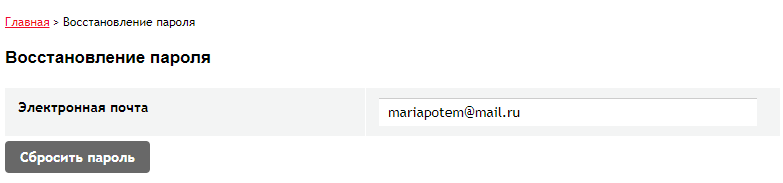 Главная > Восстановление пароля
Восстановление пароля
Электронная почта mariapotem@mail.ru
Сбросить пароль